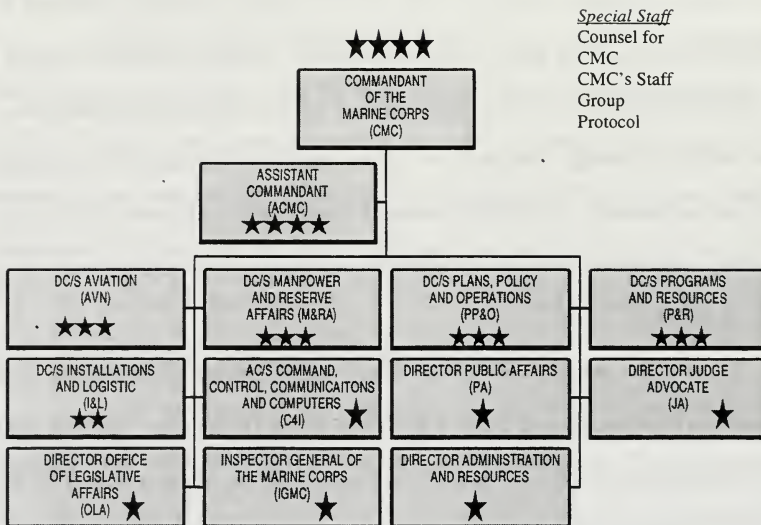 Special Staff
Counsel for
CMC
CMC's Staff
Group
Protocol
COMMANDANT
OF THE
MARINE CORPS
(CMC)
ASSISTANT
COMMANDANT
(ACMC)
DC/S AVIATION
(AVN)
DC/S MANPOWER
AND RESERVE
AFFAIRS (M&RA)
DC/S PLANS, POLICY
AND OPERATIONS
(PP&O)
DC/S PROGRAMS
AND RESOURCES
(P&R)
DC/S INSTALLATIONS
AND LOGISTIC
(I&L)
AC/S COMMAND,
CONTROL, COMMUNICAITONS
AND COMPUTERS
(C4I)
DIRECTOR PUBLIC AFFAIRS
(PA)
DIRECTOR JUDGE
ADVOCATE
(JA)
DIRECTOR OFFICE
OF LEGISLATIVE
AFFAIRS
(OLA)
INSPECTOR GENERAL OF
THE MARINE CORPS
(IGMC)
DIRECTOR ADMINISTRATION
AND RESOURCES